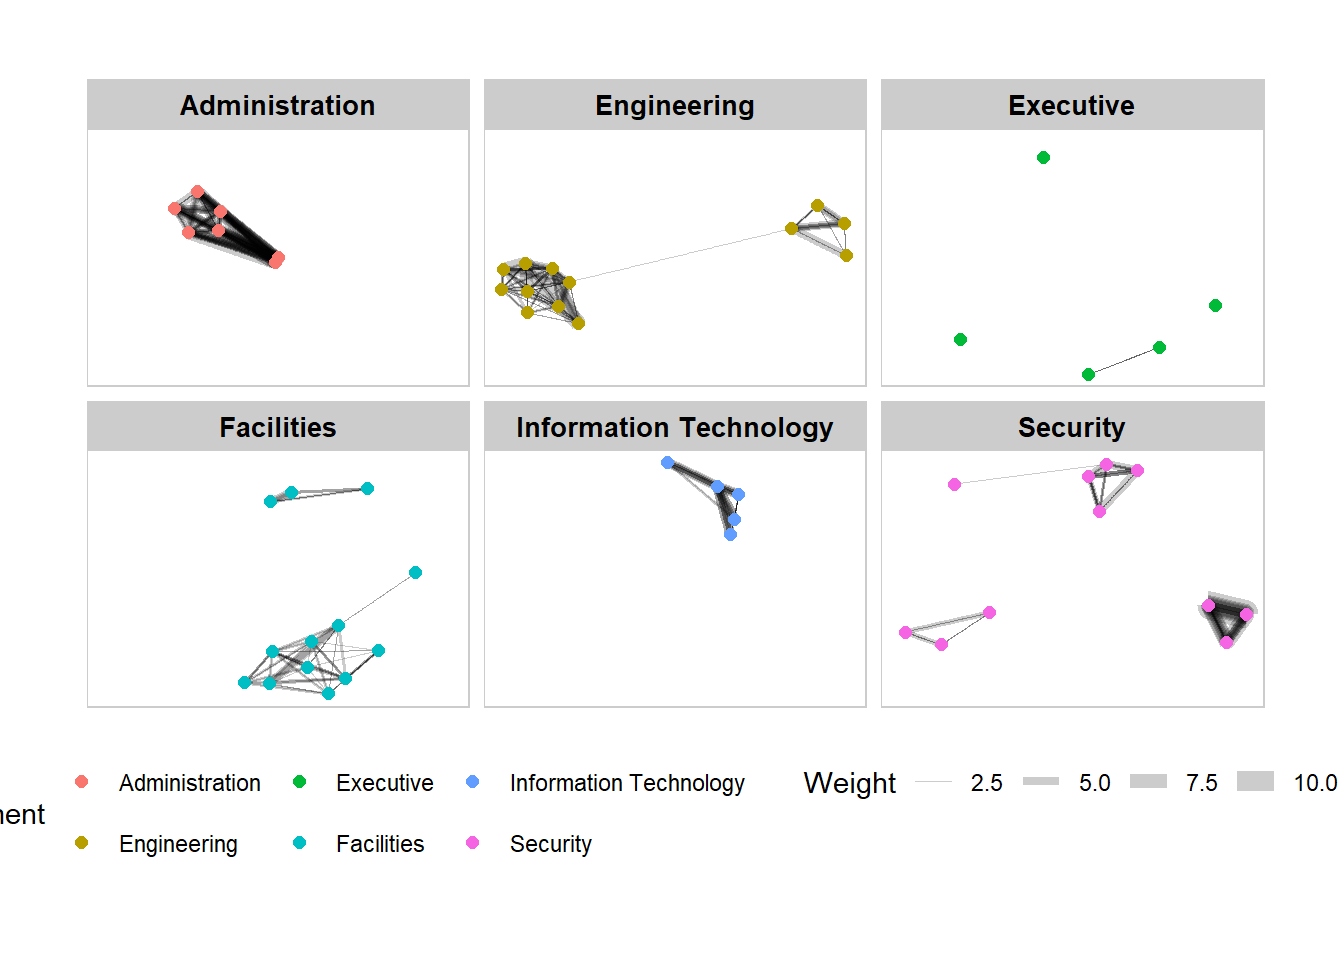 Administration
Engineering
Executive
Facilities
Information Technology
Security
Administration
Executive
Information Technology
Weight
2.5
5.0
7.5
10.0
Engineering
Facilities
Security